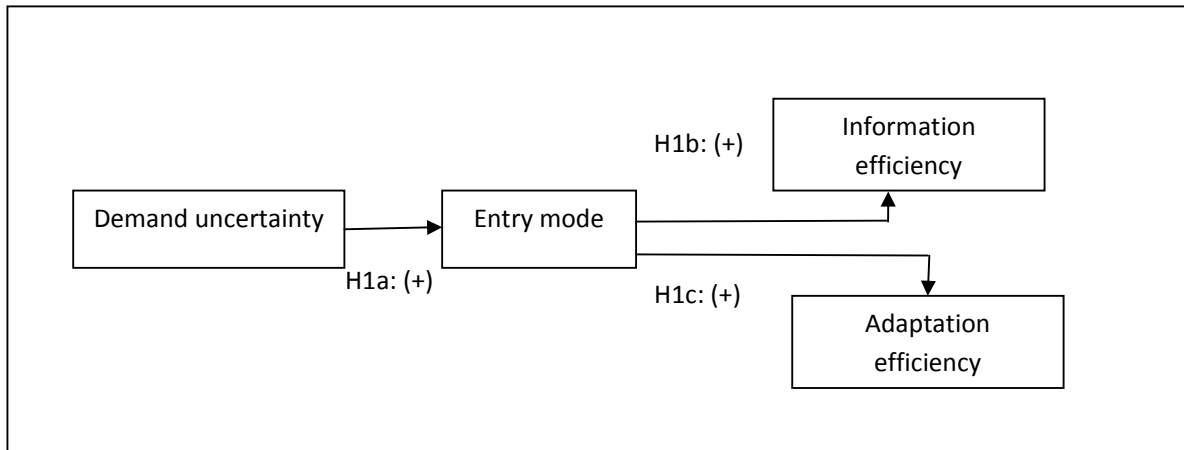 Demand uncertainty
H1a: (+)
Entry mode
H1b: (+)
Information
efficiency
H1c: (+)
Adaptation
efficiency